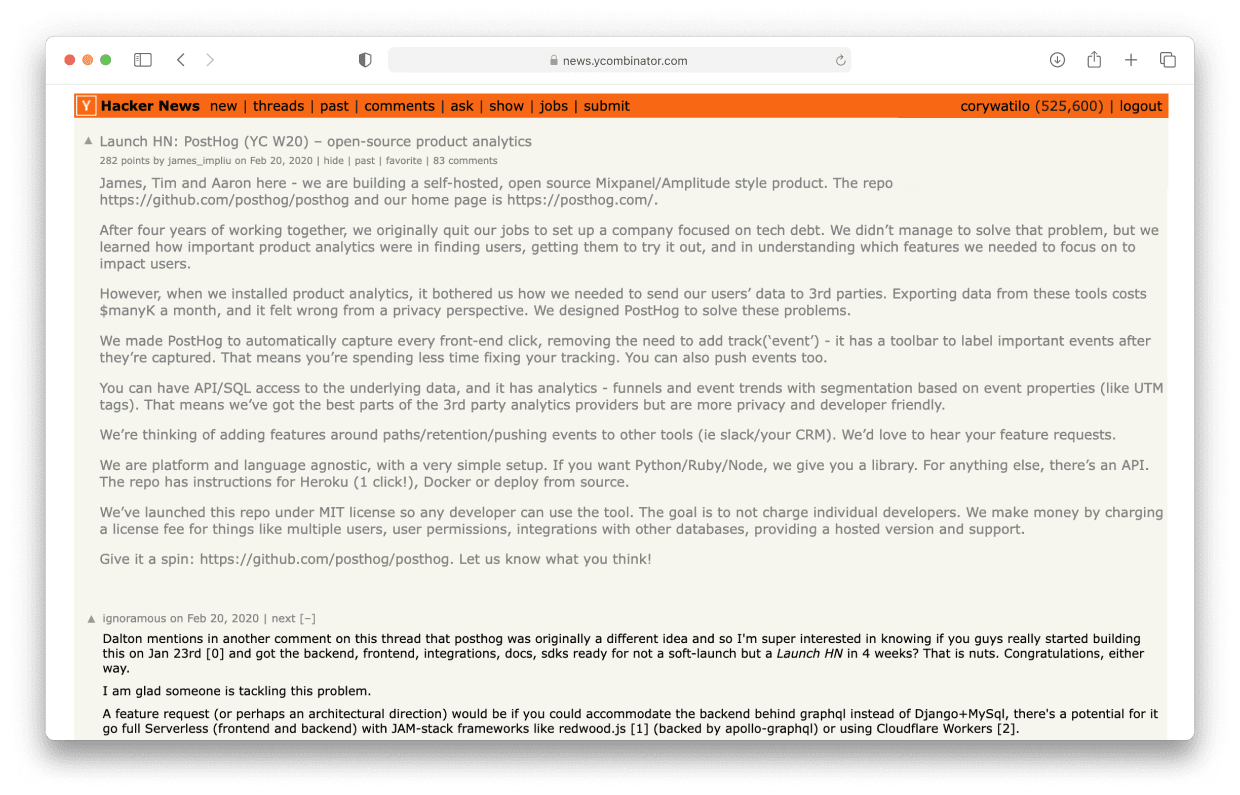 news.ycombinator.com
Y Hacker News new | threads | past | comments | ask | show | jobs | submit corywatilo (525,600) | logout
Launch HN: PostHog (YC W20) – open-source product analytics
282 points by james_impliu on Feb 20, 2020 | hide | past | favorite | 83 comments
James, Tim and Aaron here - we are building a self-hosted, open source Mixpanel/Amplitude style product. The repo
https://github.com/posthog/posthog and our home page is https://posthog.com/.
After four years of working together, we originally quit our jobs to set up a company focused on tech debt. We didn’t manage to solve that problem, but we
learned how important product analytics were in finding users, getting them to try it out, and in understanding which features we needed to focus on to
impact users.
However, when we installed product analytics, it bothered us how we needed to send our users’ data to 3rd parties. Exporting data from these tools costs
$manyK a month, and it felt wrong from a privacy perspective. We designed PostHog to solve these problems.
We made PostHog to automatically capture every front-end click, removing the need to add track(‘event’) - it has a toolbar to label important events after
they’re captured. That means you’re spending less time fixing your tracking. You can also push events too.
You can have API/SQL access to the underlying data, and it has analytics - funnels and event trends with segmentation based on event properties (like UTM
tags). That means we’ve got the best parts of the 3rd party analytics providers but are more privacy and developer friendly.
We’re thinking of adding features around paths/retention/pushing events to other tools (ie slack/your CRM). We’d love to hear your feature requests.
We are platform and language agnostic, with a very simple setup. If you want Python/Ruby/Node, we give you a library. For anything else, there’s an API.
The repo has instructions for Heroku (1 click!), Docker or deploy from source.
We’ve launched this repo under MIT license so any developer can use the tool. The goal is to not charge individual developers. We make money by charging
a license fee for things like multiple users, user permissions, integrations with other databases, providing a hosted version and support.
Give it a spin: https://github.com/posthog/posthog. Let us know what you think!
ignoramous on Feb 20, 2020 | next [–]
Dalton mentions in another comment on this thread that posthog was originally a different idea and so I'm super interested in knowing if you guys really started building
this on Jan 23rd [0] and got the backend, frontend, integrations, docs, sdks ready for not a soft-launch but a Launch HN in 4 weeks? That is nuts. Congratulations, either
way.
I am glad someone is tackling this problem.
A feature request (or perhaps an architectural direction) would be if you could accommodate the backend behind graphql instead of Django+MySql, there's a potential for it
go full Serverless (frontend and backend) with JAM-stack frameworks like redwood.js [1] (backed by apollo-graphql) or using Cloudflare Workers [2].